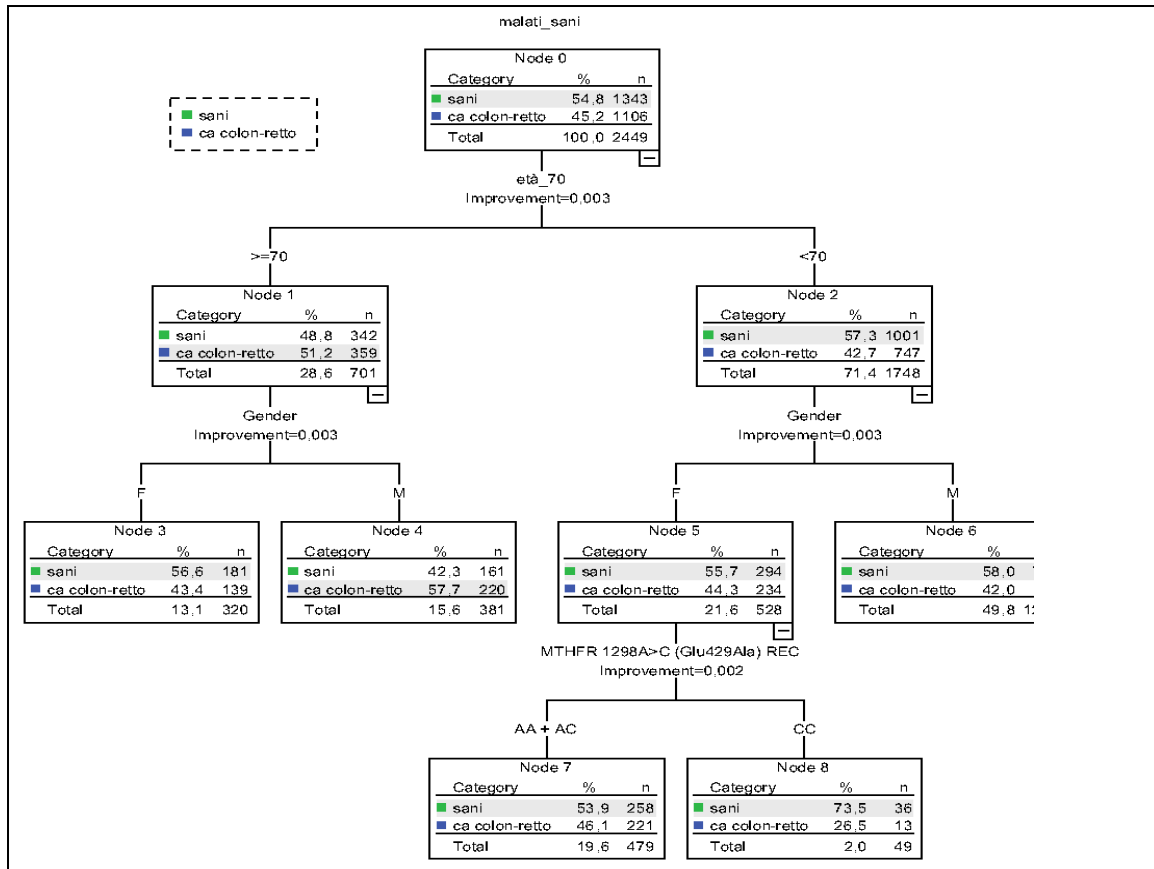 malati_sani
sani
ca colon-retto
Node 0
Category % n
sani 54,8 1343
ca colon-retto 45,2 1106
Total 100,0 2449
età_70
Improvement=0,003
>=70
<70
Node 1
Category % n
sani 48,8 342
ca colon-retto 51,2 359
Total 28,6 701
Node 2
Category % n
sani 57,3 1001
ca colon-retto 42,7 747
Total 71,4 1748
Gender
Improvement=0,003
Gender
Improvement=0,003
F
M
F
M
Node 3
Category % n
sani 56,6 181
ca colon-retto 43,4 139
Total 13,1 320
Node 4
Category % n
sani 42,3 161
ca colon-retto 57,7 220
Total 15,6 381
Node 5
Category % n
sani 55,7 294
ca colon-retto 44,3 234
Total 21,6 528
Node 6
Category %
sani 58,0
ca colon-retto 42,0
Total 49,8
MTHFR 1298A>C (Glu429Ala) REC
Improvement=0,002
AA + AC
CC
Node 7
Category % n
sani 53,9 258
ca colon-retto 46,1 221
Total 19,6 479
Node 8
Category % n
sani 73,5 36
ca colon-retto 26,5 13
Total 2,0 49